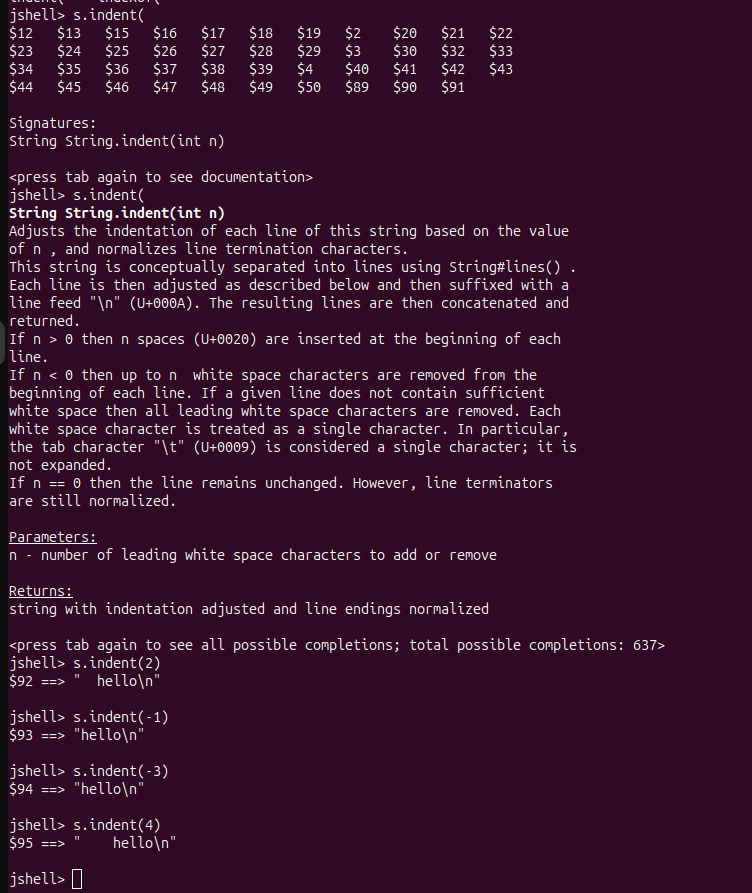 jshell> s.indent(
$12   $13   $15   $16   $17   $18   $19   $2    $20   $21   $22
$23   $24   $25   $26   $27   $28   $29   $3    $30   $32   $33
$34   $35   $36   $37   $38   $39   $4    $40   $41   $42   $43
$44   $45   $46   $47   $48   $49   $50   $89   $90   $91
Signatures:
String String.indent(int n)
<press tab again to see documentation>
jshell> s.indent(
String String.indent(int n)
Adjusts the indentation of each line of this string based on the value
of n , and normalizes line termination characters.
This string is conceptually separated into lines using String#lines() .
Each line is then adjusted as described below and then suffixed with a
line feed "\n" (U+000A). The resulting lines are then concatenated and
returned.
If n > 0 then n spaces (U+0020) are inserted at the beginning of each
line.
If n < 0 then up to n  white space characters are removed from the
beginning of each line. If a given line does not contain sufficient
white space then all leading white space characters are removed. Each
white space character is treated as a single character. In particular,
the tab character "\t" (U+0009) is considered a single character; it is
not expanded.
If n == 0 then the line remains unchanged. However, line terminators
are still normalized.
Parameters:
n - number of leading white space characters to add or remove
Returns:
string with indentation adjusted and line endings normalized
<press tab again to see all possible completions; total possible completions: 637>
jshell> s.indent(2)
$92 ==> "  hello\n"
jshell> s.indent(-1)
$93 ==> "hello\n"
jshell> s.indent(-3)
$94 ==> "hello\n"
jshell> s.indent(4)
$95 ==> "    hello\n"
jshell>